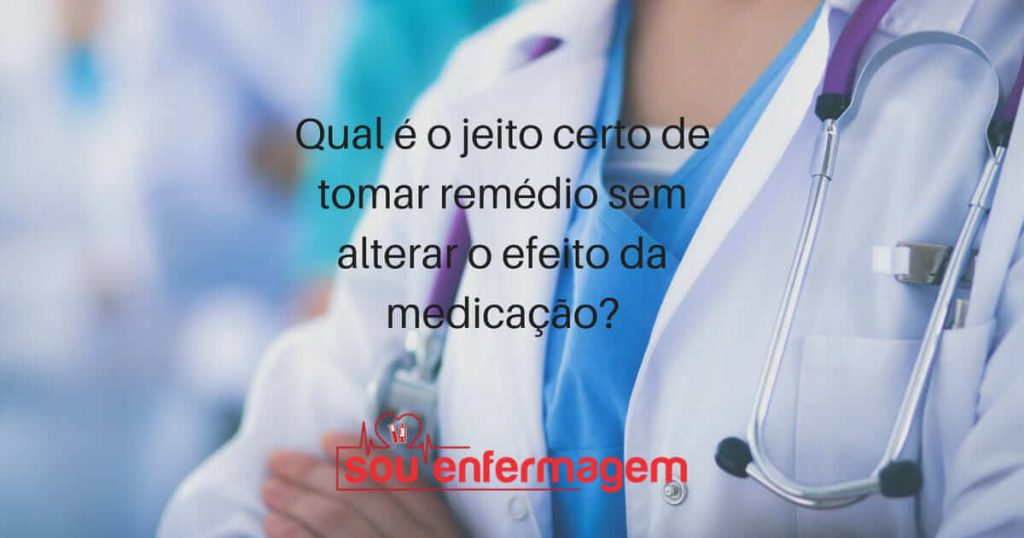 Qual é o jeito certo de
tomar remédio sem
alterar o efeito da
medicação?
sou enfermagem